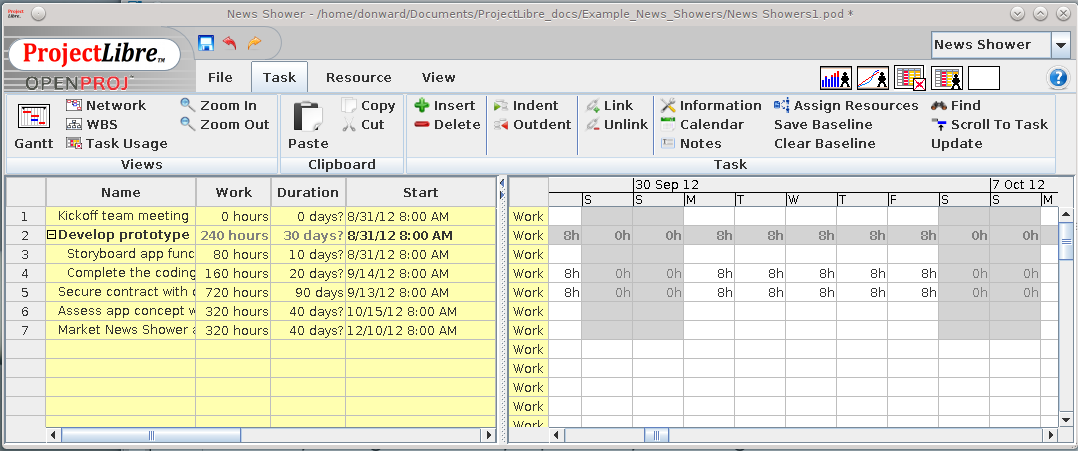 News Shower - /home/donward/Documents/ProjectLibre_docs/Example_News_Showers/News Showers1.pod *
ProjectLibre™
OPENPROJ
News Shower
File Task Resource View
Network Zoom In Copy Insert Indent Link Information Assign Resources Find
WBS Zoom Out Cut Delete Outdent Unlink Calendar Save Baseline Scroll To Task
Gantt Task Usage Paste Notes Clear Baseline Update
Views Clipboard Task
Name Work Duration Start 30 Sep 12 7 Oct 12
S S M T W T F S S M
1 Kickoff team meeting 0 hours 0 days? 8/31/12 8:00 AM Work
2 Develop prototype 240 hours 30 days? 8/31/12 8:00 AM Work 8h 0h 0h 8h 8h 8h 8h 8h 0h 0h
3 Storyboard app func 80 hours 10 days? 8/31/12 8:00 AM Work
4 Complete the coding 160 hours 20 days? 9/14/12 8:00 AM Work 8h 0h 0h 8h 8h 8h 8h 8h 0h 0h
5 Secure contract with 720 hours 90 days 9/13/12 8:00 AM Work 8h 0h 0h 8h 8h 8h 8h 8h 0h 0h
6 Assess app concept w 320 hours 40 days? 10/15/12 8:00 AM Work
7 Market News Shower a 320 hours 40 days? 12/10/12 8:00 AM Work
Work
Work
Work
Work
Work